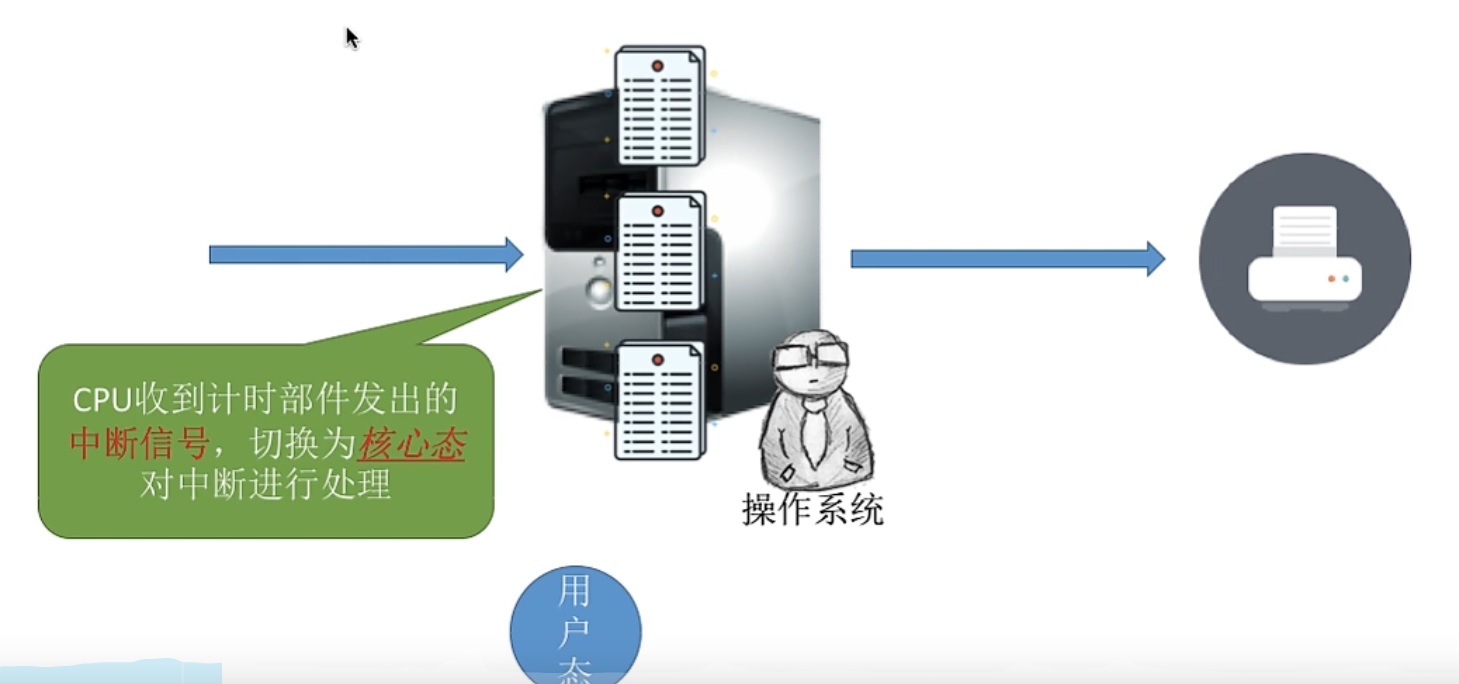 CPU收到计时部件发出的
中断信号，切换为核心态
对中断进行处理
操作系统
用
户
态